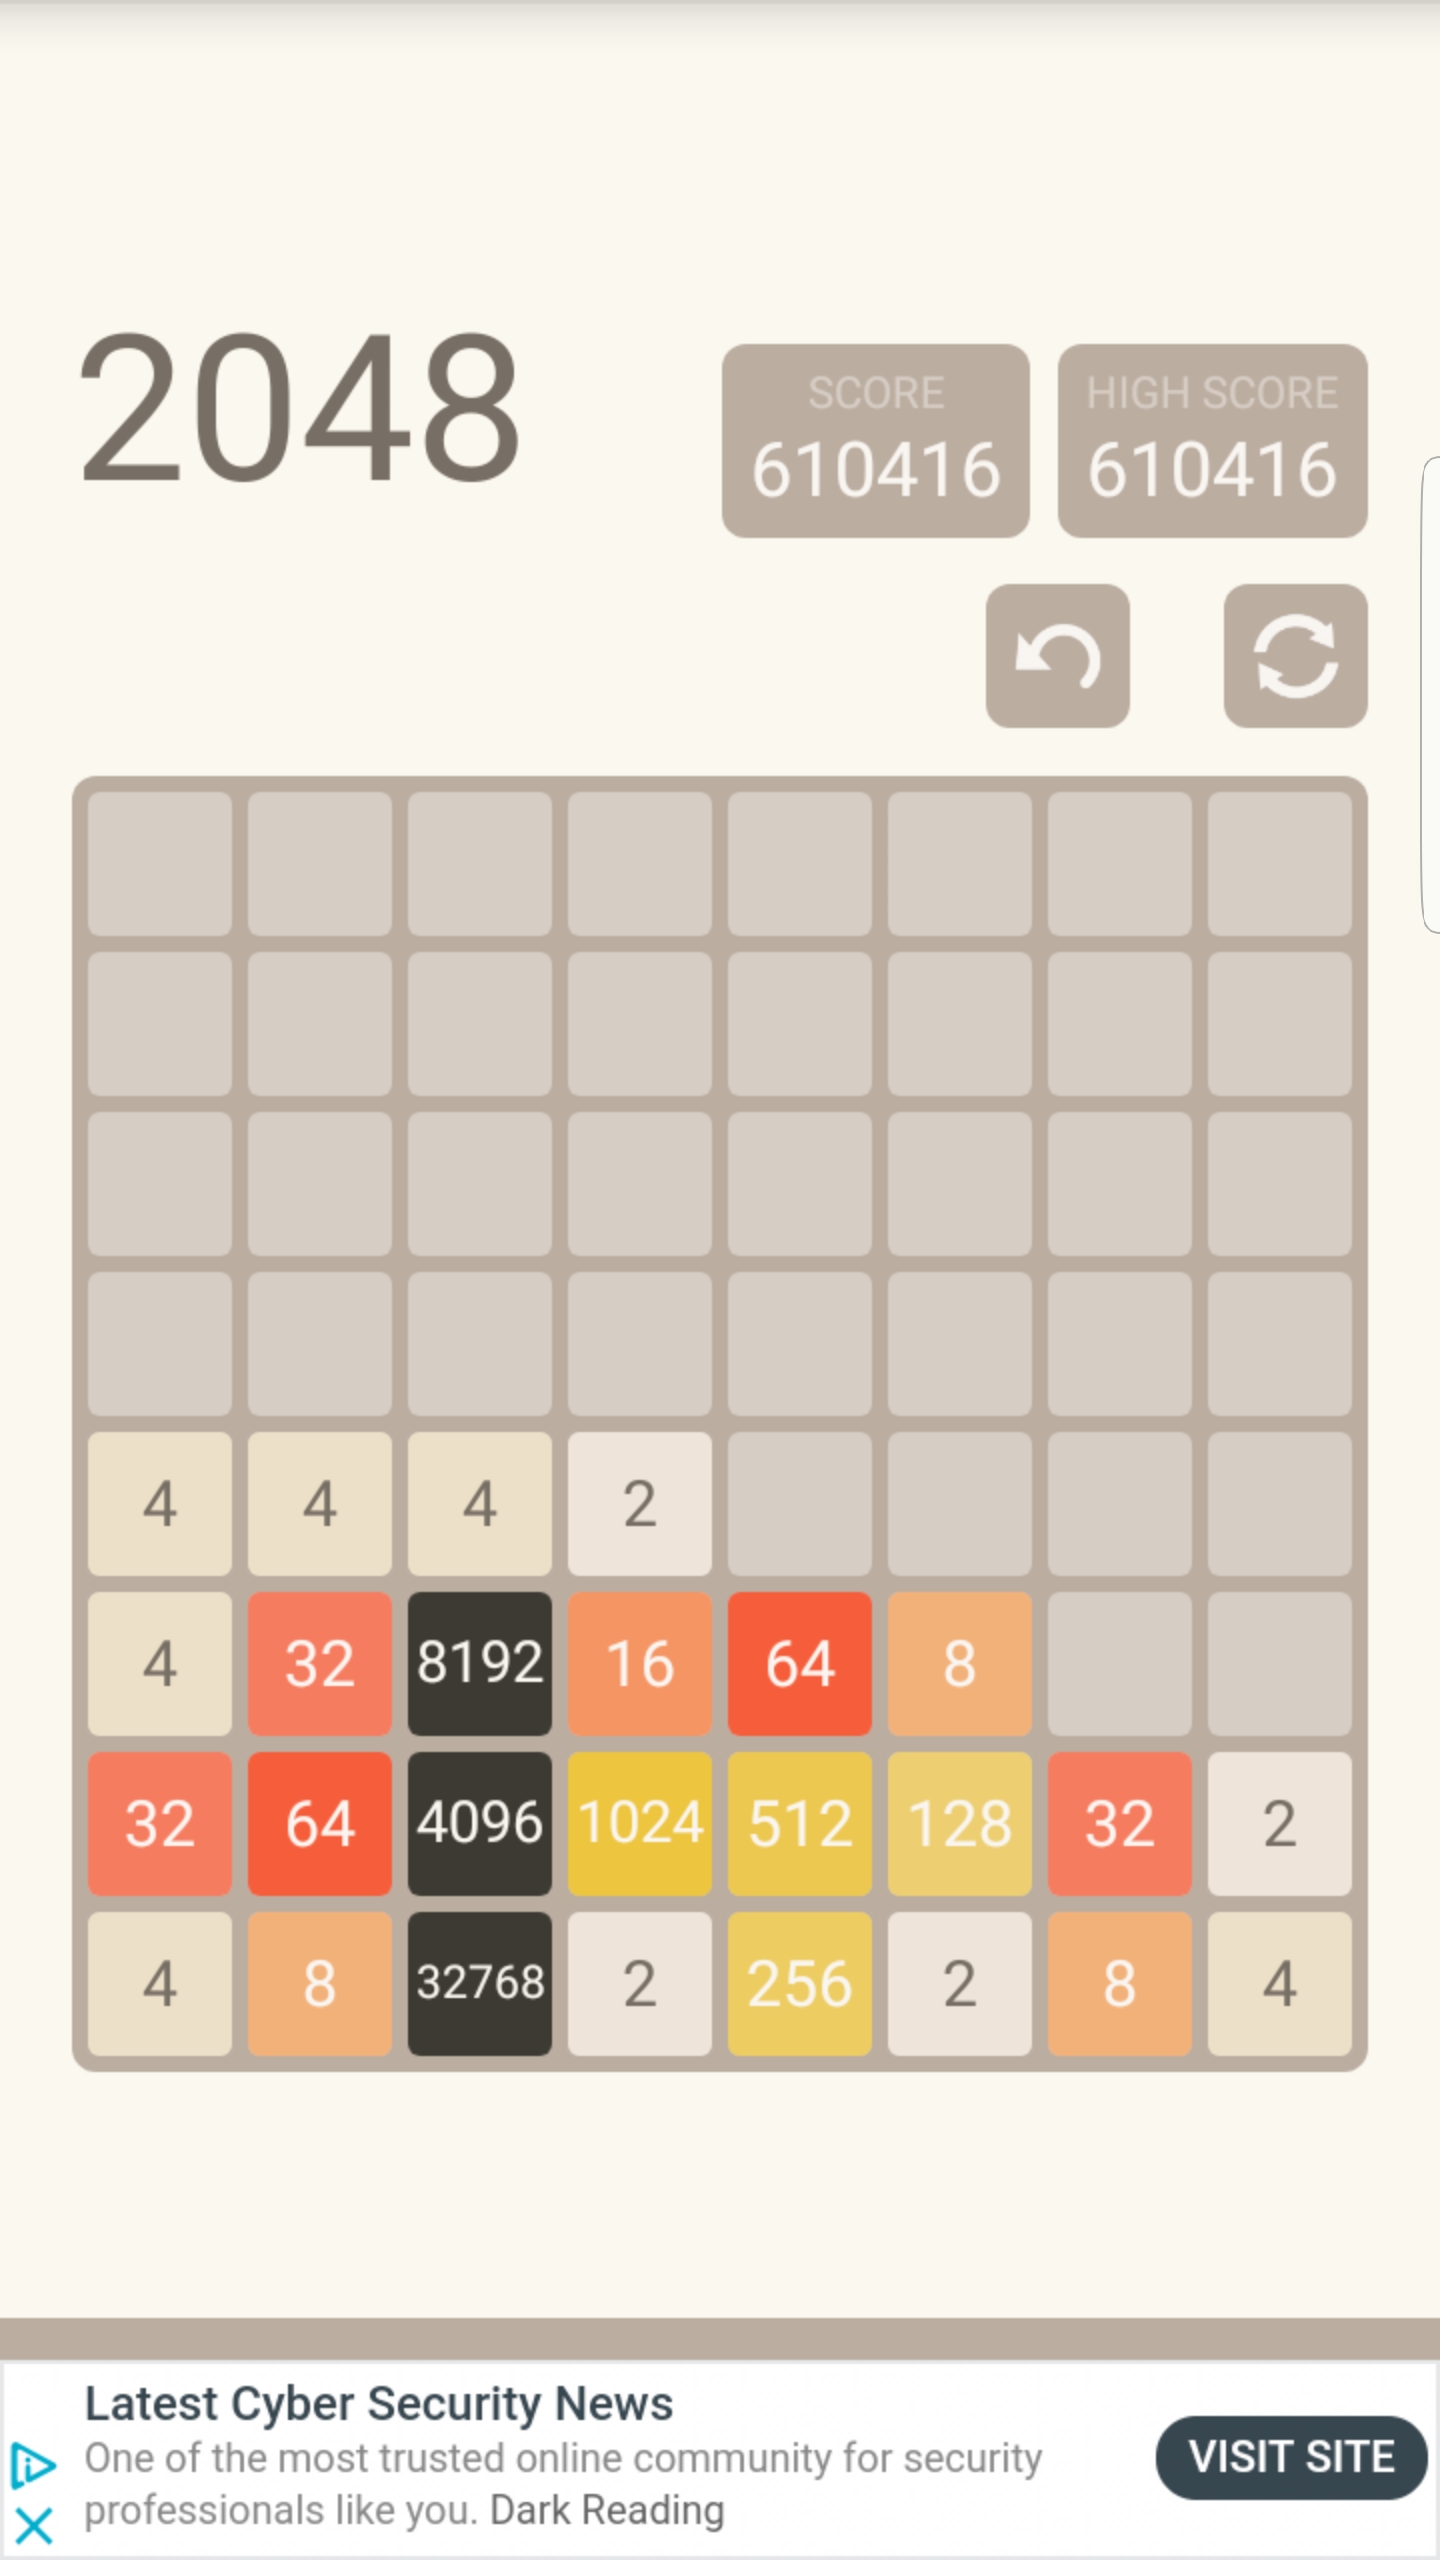 2048
SCORE
610416
HIGH SCORE
610416
4 4 4 2
4 32 8192 16 64 8
32 64 4096 1024 512 128 32 2
4 8 32768 2 256 2 8 4
Latest Cyber Security News
One of the most trusted online community for security
professionals like you. Dark Reading
VISIT SITE